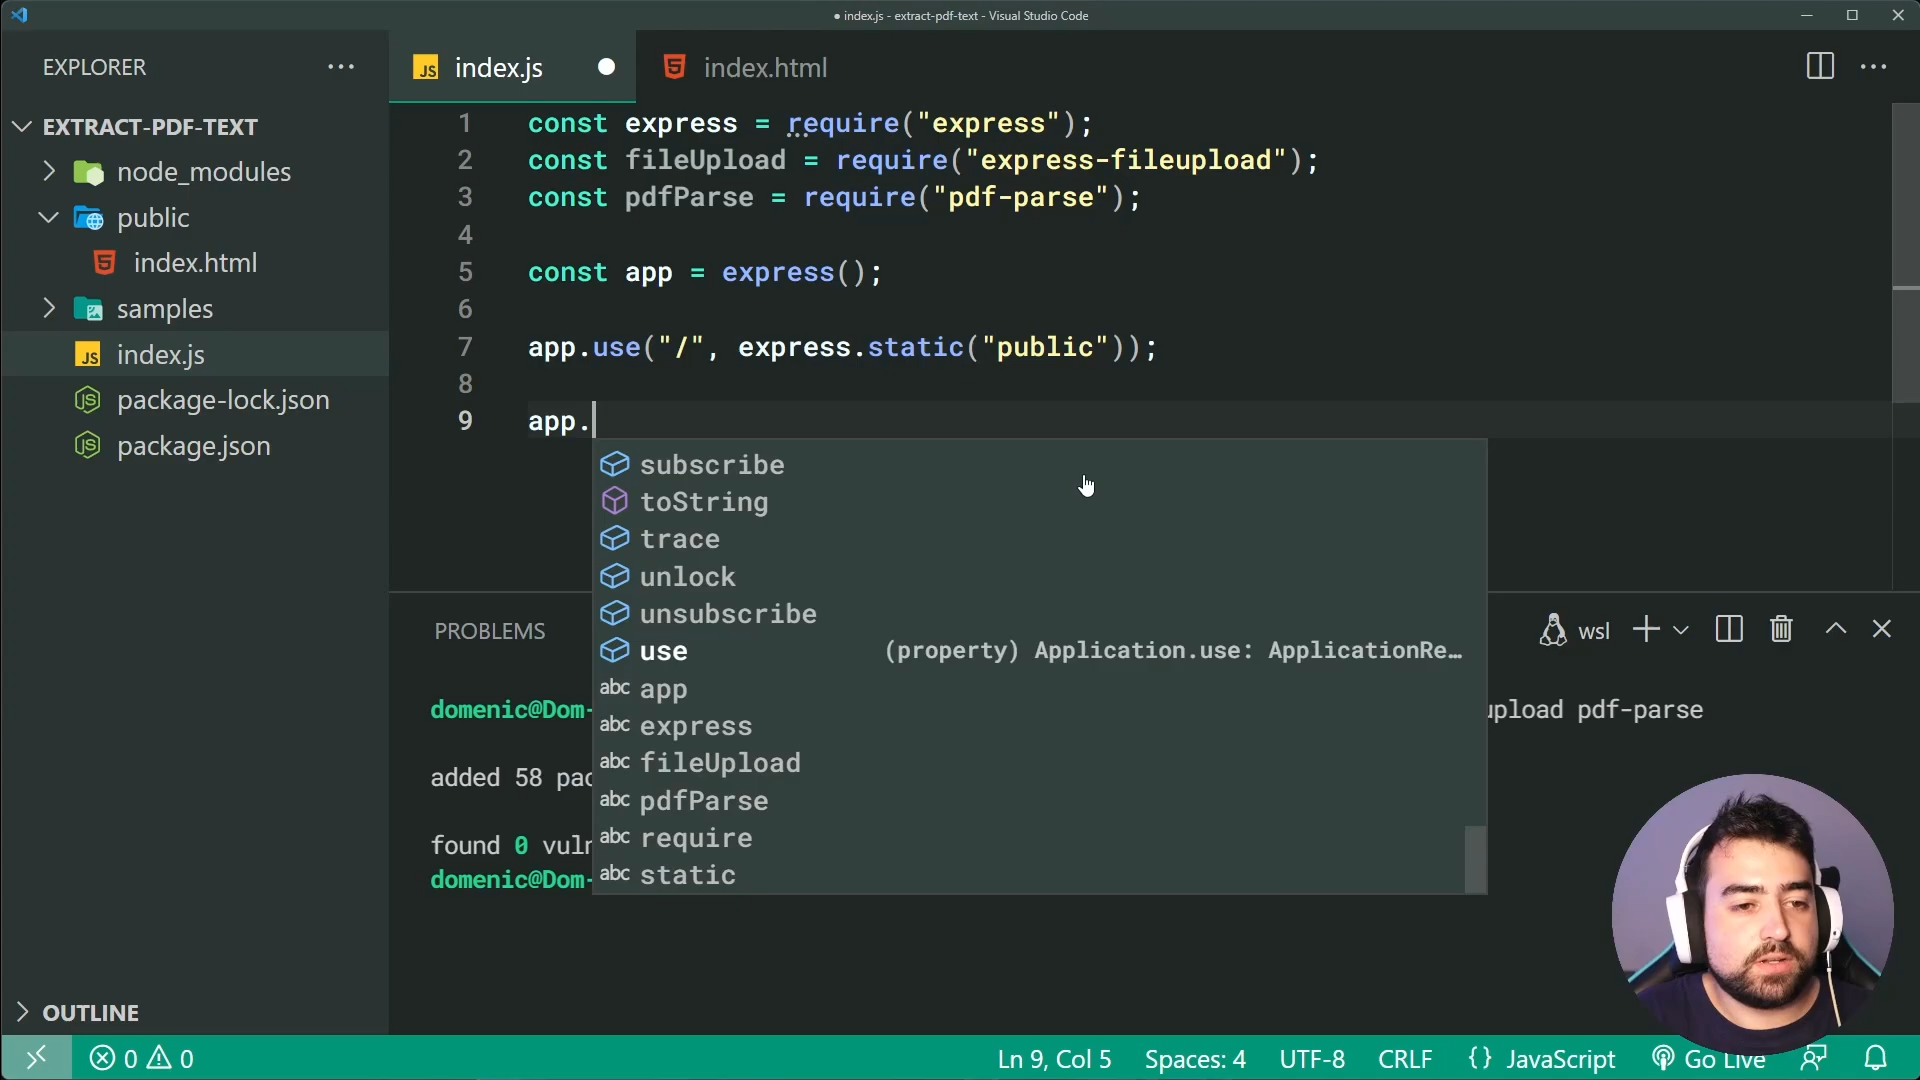 ● index.js - extract-pdf-text - Visual Studio Code
EXPLORER
JS index.js
index.html
EXTRACT-PDF-TEXT
node_modules
public
index.html
samples
JS index.js
package-lock.json
package.json
OUTLINE
1 const express = require("express");
2 const fileUpload = require("express-fileupload");
3 const pdfParse = require("pdf-parse");
4
5 const app = express();
6
7 app.use("/", express.static("public"));
8
9 app.
subscribe
toString
trace
unlock
unsubscribe
use (property) Application.use: ApplicationRe…
abc app
abc express
abc fileUpload
abc pdfParse
abc require
abc static
PROBLEMS
wsl
domenic@Dom- upload pdf-parse
added 58 pac
found 0 vuln
domenic@Dom-
0 0
Ln 9, Col 5 Spaces: 4 UTF-8 CRLF {} JavaScript Go Live